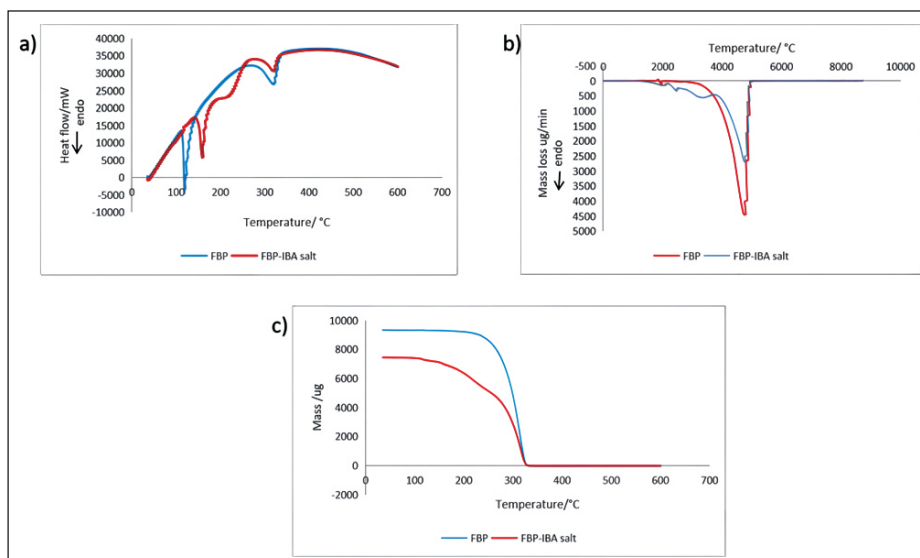 a)
40000
35000
30000
25000
20000
15000
10000
5000
0
-5000
-10000
Heat flow/mW
endo
0 100 200 300 400 500 600 700
Temperature/ °C
FBP FBP-IBA salt
b)
Temperature/ °C
0 2000 4000 6000 8000 10000
-500
0
500
1000
1500
2000
2500
3000
3500
4000
4500
5000
Mass loss ug/min
endo
FBP FBP-IBA salt
c)
10000
8000
6000
4000
2000
0
-2000
Mass /ug
0 100 200 300 400 500 600 700
Temperature/°C
FBP FBP-IBA salt